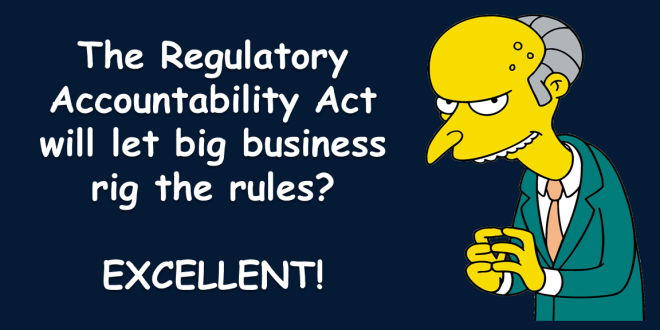 The Regulatory
Accountability Act
will let big business
rig the rules?
EXCELLENT!